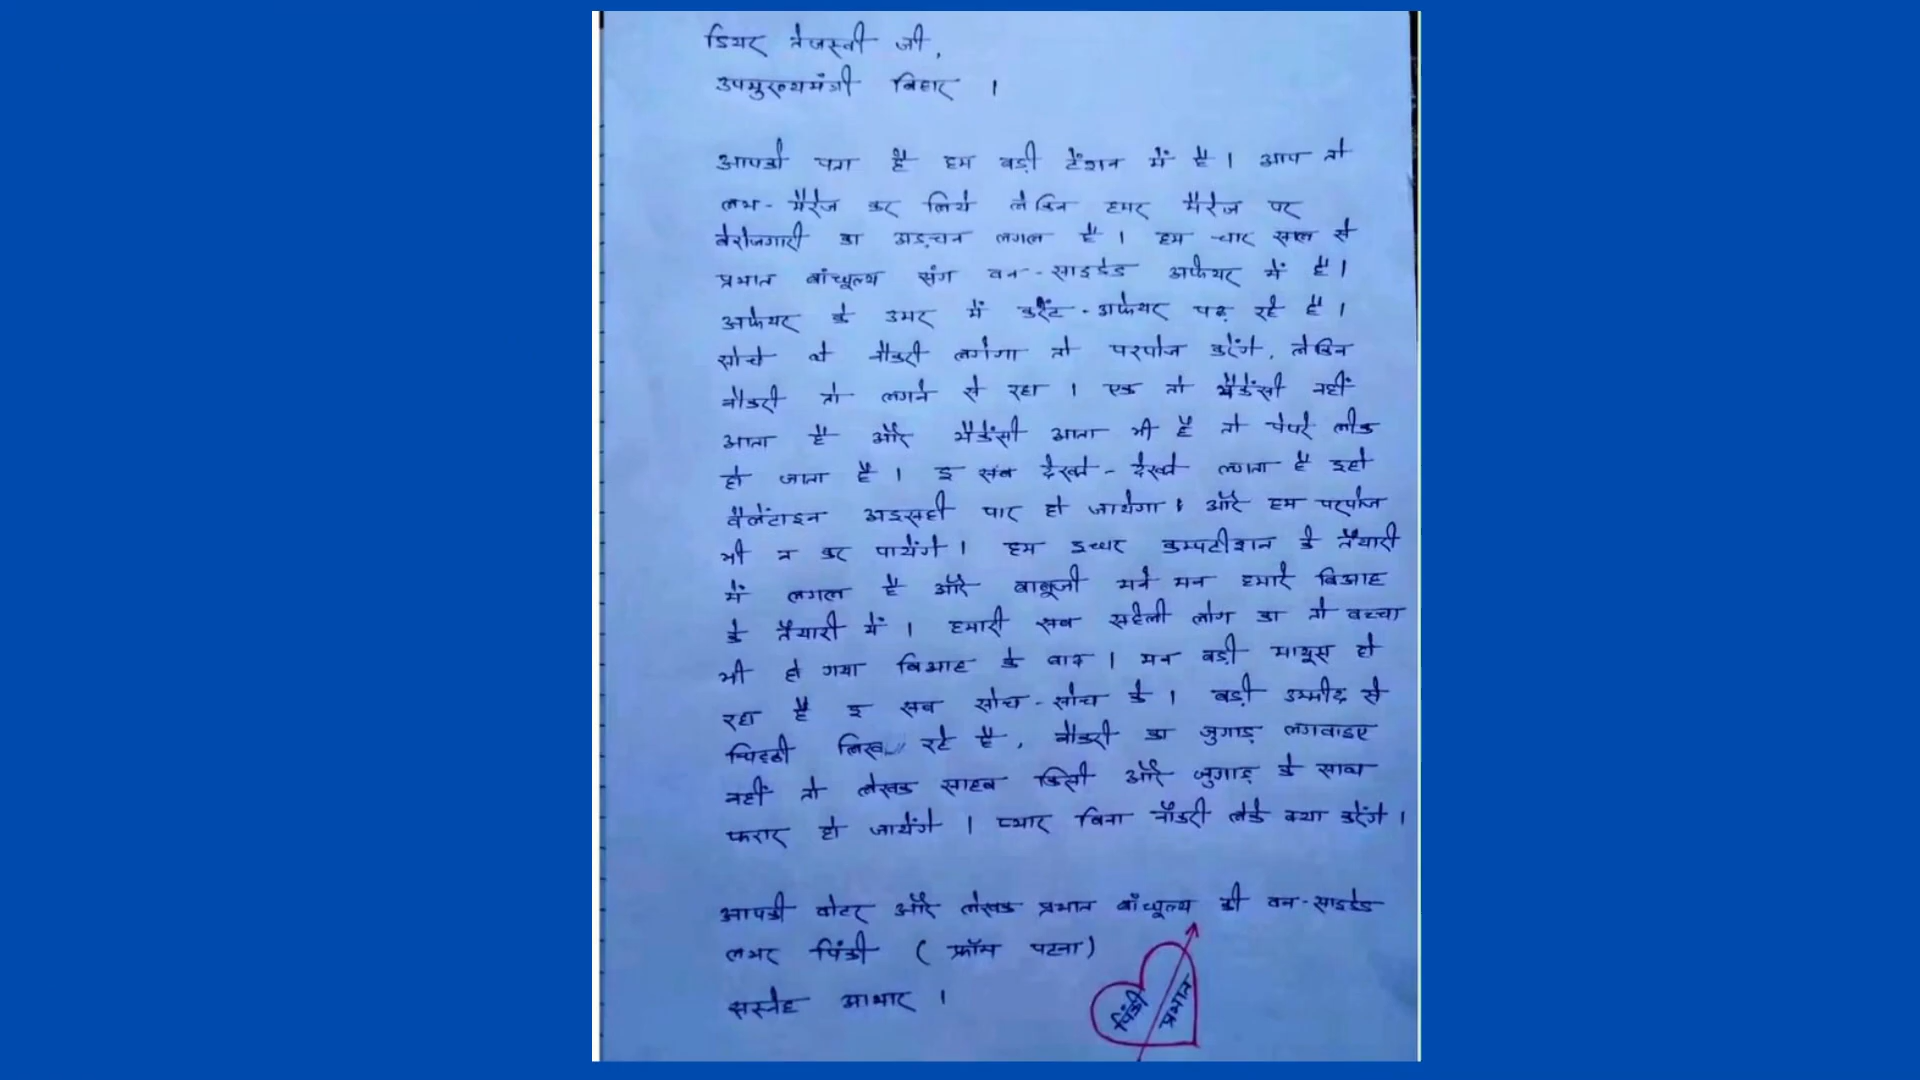 डियर तेजस्वी जी,
उपमुख्यमंत्री बिहार ।
आपको पता है हम बड़ी टेंशन में है । आप तो
लभ-मैरेज कर लिये लेकिन हमर मैरेज पर
बेरोजगारी का अड़चन लगल है । हम चार साल से
प्रभात बांधुल्य संग वन-साइडेड अफेयर में है ।
अफेयर के उमर में करेंट-अफेयर पढ़ रहे है ।
सोचे थे नौकरी लगेगा तो परपोज करेंगे, लेकिन
नौकरी तो लगने से रहा । एक तो भैकेंसी नहीं
आता है और भैकेंसी आता भी है तो पेपरे लीक
हो जाता है । इ सब देखते-देखते लगता है इहो
वैलेंटाइन अइसही पार हो जायेगा । और हम परपोज
भी न कर पायेंगे । हम इधर कम्पटीशन के तैयारी
में लगल है और बाबूजी मने मन हमारे बिआह
के तैयारी में । हमारी सब सहेली लोग का तो बच्चा
भी हो गया बिआह के बाद । मन बड़ी मायूस हो
रहा है इ सब सोच-सोच के । बड़ी उम्मीद से
चिट्ठी लिख रहे है, नौकरी का जुगाड़ लगवाइए
नहीं तो लेखक साहब किसी और जुगाड़ के साथ
फरार हो जायेंगे । प्यार बिना नौकरी लेके क्या करेंगे ।
आपकी वोटर और लेखक प्रभात बाँधुल्य की वन-साइडेड
लभर पिंकी ( फ्रॉम पटना )
सस्नेह आभार ।
पिंकी
प्रभात